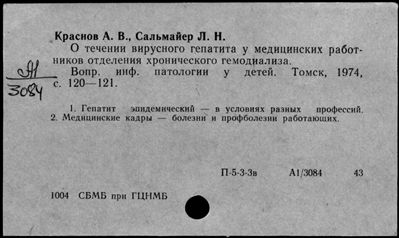 Краснов А. В., Сальмайер Л. Н.
О течении вирусного гепатита у медицинских работ-
ников отделения хронического гемодиализа.
Вопр. инф. патологии у детей. Томск, 1974,
с. 120—121.
А1
3084
1. Гепатит эпидемический — в условиях разных профессий.
2. Медицинские кадры — болезни и профболезни работающих.
П-5-3-3в А1/3084 43
1004 СБМБ при ГЦНМБ